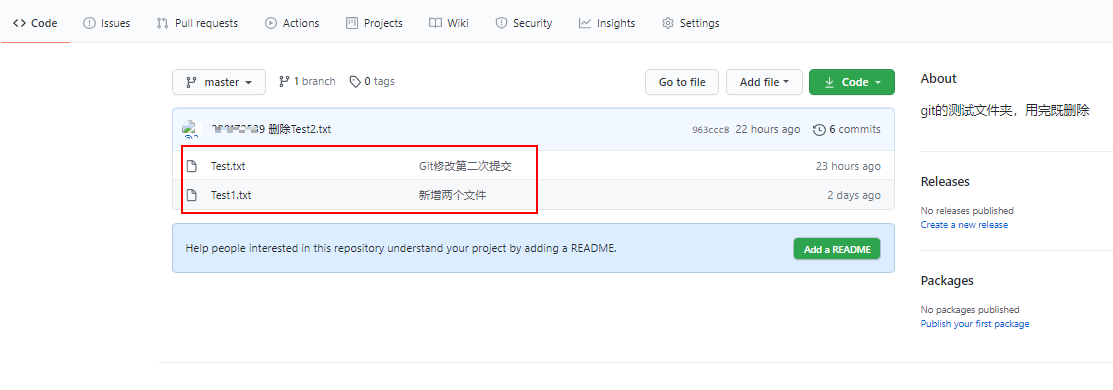 Code Issues Pull requests Actions Projects Wiki Security Insights Settings
master 1 branch 0 tags Go to file Add file Code
删除Test2.txt 963ccc8 22 hours ago 6 commits
Test.txt Git修改第二次提交 23 hours ago
Test1.txt 新增两个文件 2 days ago
Help people interested in this repository understand your project by adding a README. Add a README
About
git的测试文件夹，用完既删除
Releases
No releases published
Create a new release
Packages
No packages published
Publish your first package